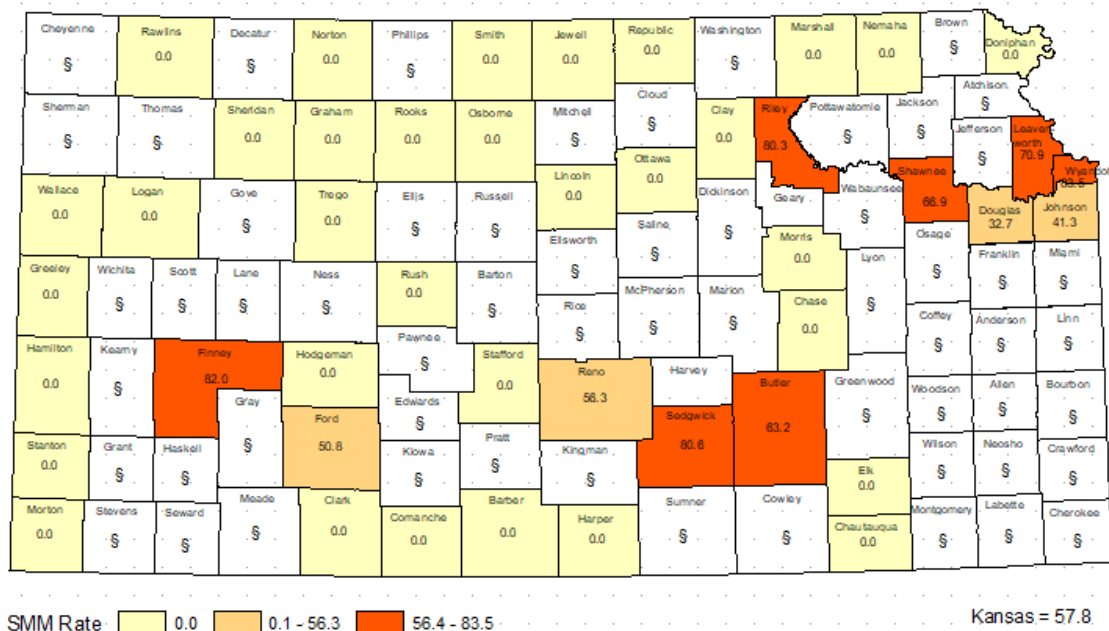 Cheyenne Rawlins Decatur Norton Phillips Smith Jewell Republic Washington Marshall Nemaha Brown Doniphan
§ 0.0 § 0.0 § 0.0 0.0 0.0 § 0.0 0.0 § 0.0
Sherman Thomas Sheridan Graham Rooks Osborne Mitchell Cloud Clay Riley Pottawatomie Jackson Atchison
§ § 0.0 0.0 0.0 0.0 § § 0.0 80.3 § § §
Jefferson Leaven
worth
§ 70.9
Wallace Logan Gove Trego Ellis Russell Lincoln Ottawa Dickinson Geary Wabaunsee Shawnee Douglas Johnson
0.0 0.0 § 0.0 § § 0.0 0.0 § § 66.9 32.7 41.3
83.5
Greeley Wichita Scott Lane Ness Rush Barton Ellsworth Saline Morris Lyon Osage Franklin Miami
0.0 § § § § 0.0 § § § 0.0 § § § §
Rice McPherson Marion Chase Coffey Anderson Linn
§ § § 0.0 § § §
Hamilton Kearny Finney Hodgeman Pawnee Stafford Reno Harvey Butler Greenwood Woodson Allen Bourbon
0.0 § 82.0 0.0 § 0.0 56.3 § 63.2 § § § §
Gray Ford Edwards Sedgwick
§ 50.8 § 80.6
Stanton Grant Haskell Kiowa Pratt Kingman Elk Wilson Neosho Crawford
0.0 § § § § § 0.0 § § §
Morton Stevens Seward Meade Clark Comanche Barber Harper Sumner Cowley Chautauqua Montgomery Labette Cherokee
0.0 § § § 0.0 0.0 0.0 0.0 § § 0.0 § § §
SMM Rate 0.0 0.1 - 56.3 56.4 - 83.5 Kansas = 57.8